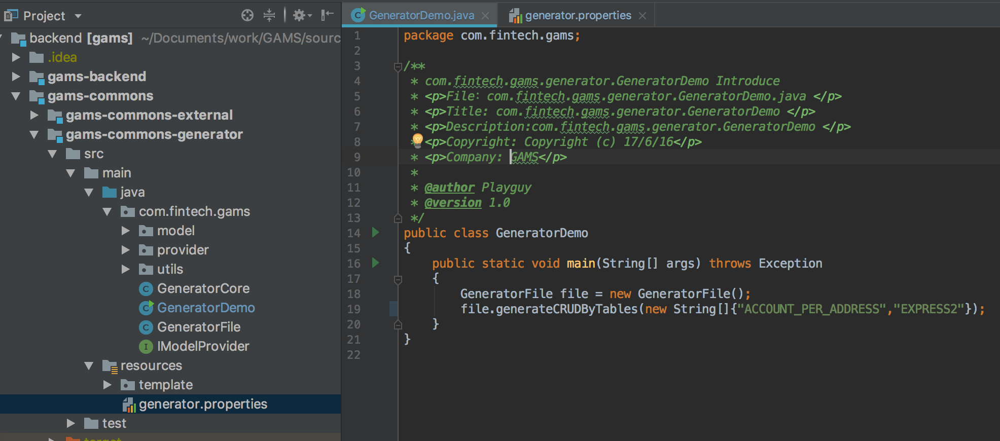 Project
backend [gams] ~/Documents/work/GAMS/sourc
.idea
gams-backend
gams-commons
gams-commons-external
gams-commons-generator
src
main
java
com.fintech.gams
model
provider
utils
GeneratorCore
GeneratorDemo
GeneratorFile
IModelProvider
resources
template
generator.properties
test
target
GeneratorDemo.java
generator.properties
1 package com.fintech.gams;
2
3 /**
4 * com.fintech.gams.generator.GeneratorDemo Introduce
5 * <p>File：com.fintech.gams.generator.GeneratorDemo.java </p>
6 * <p>Title: com.fintech.gams.generator.GeneratorDemo </p>
7 * <p>Description:com.fintech.gams.generator.GeneratorDemo </p>
8 * <p>Copyright: Copyright (c) 17/6/16</p>
9 * <p>Company: GAMS</p>
10 *
11 * @author Playguy
12 * @version 1.0
13 */
14 public class GeneratorDemo
15 {
16 public static void main(String[] args) throws Exception
17 {
18 GeneratorFile file = new GeneratorFile();
19 file.generateCRUDByTables(new String[]{"ACCOUNT_PER_ADDRESS","EXPRESS2"});
20 }
21 }
22